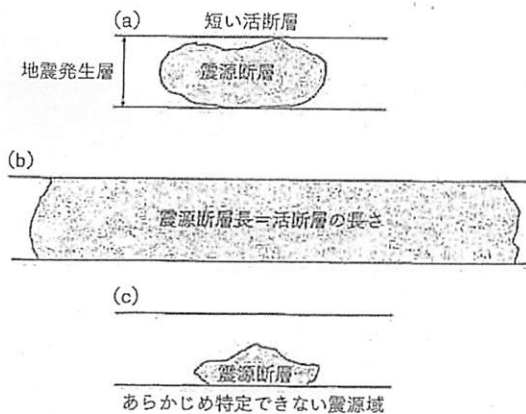 (a)
短い活断層
地震発生層
震源断層
(b)
震源断層長＝活断層の長さ
(c)
震源断層
あらかじめ特定できない震源域